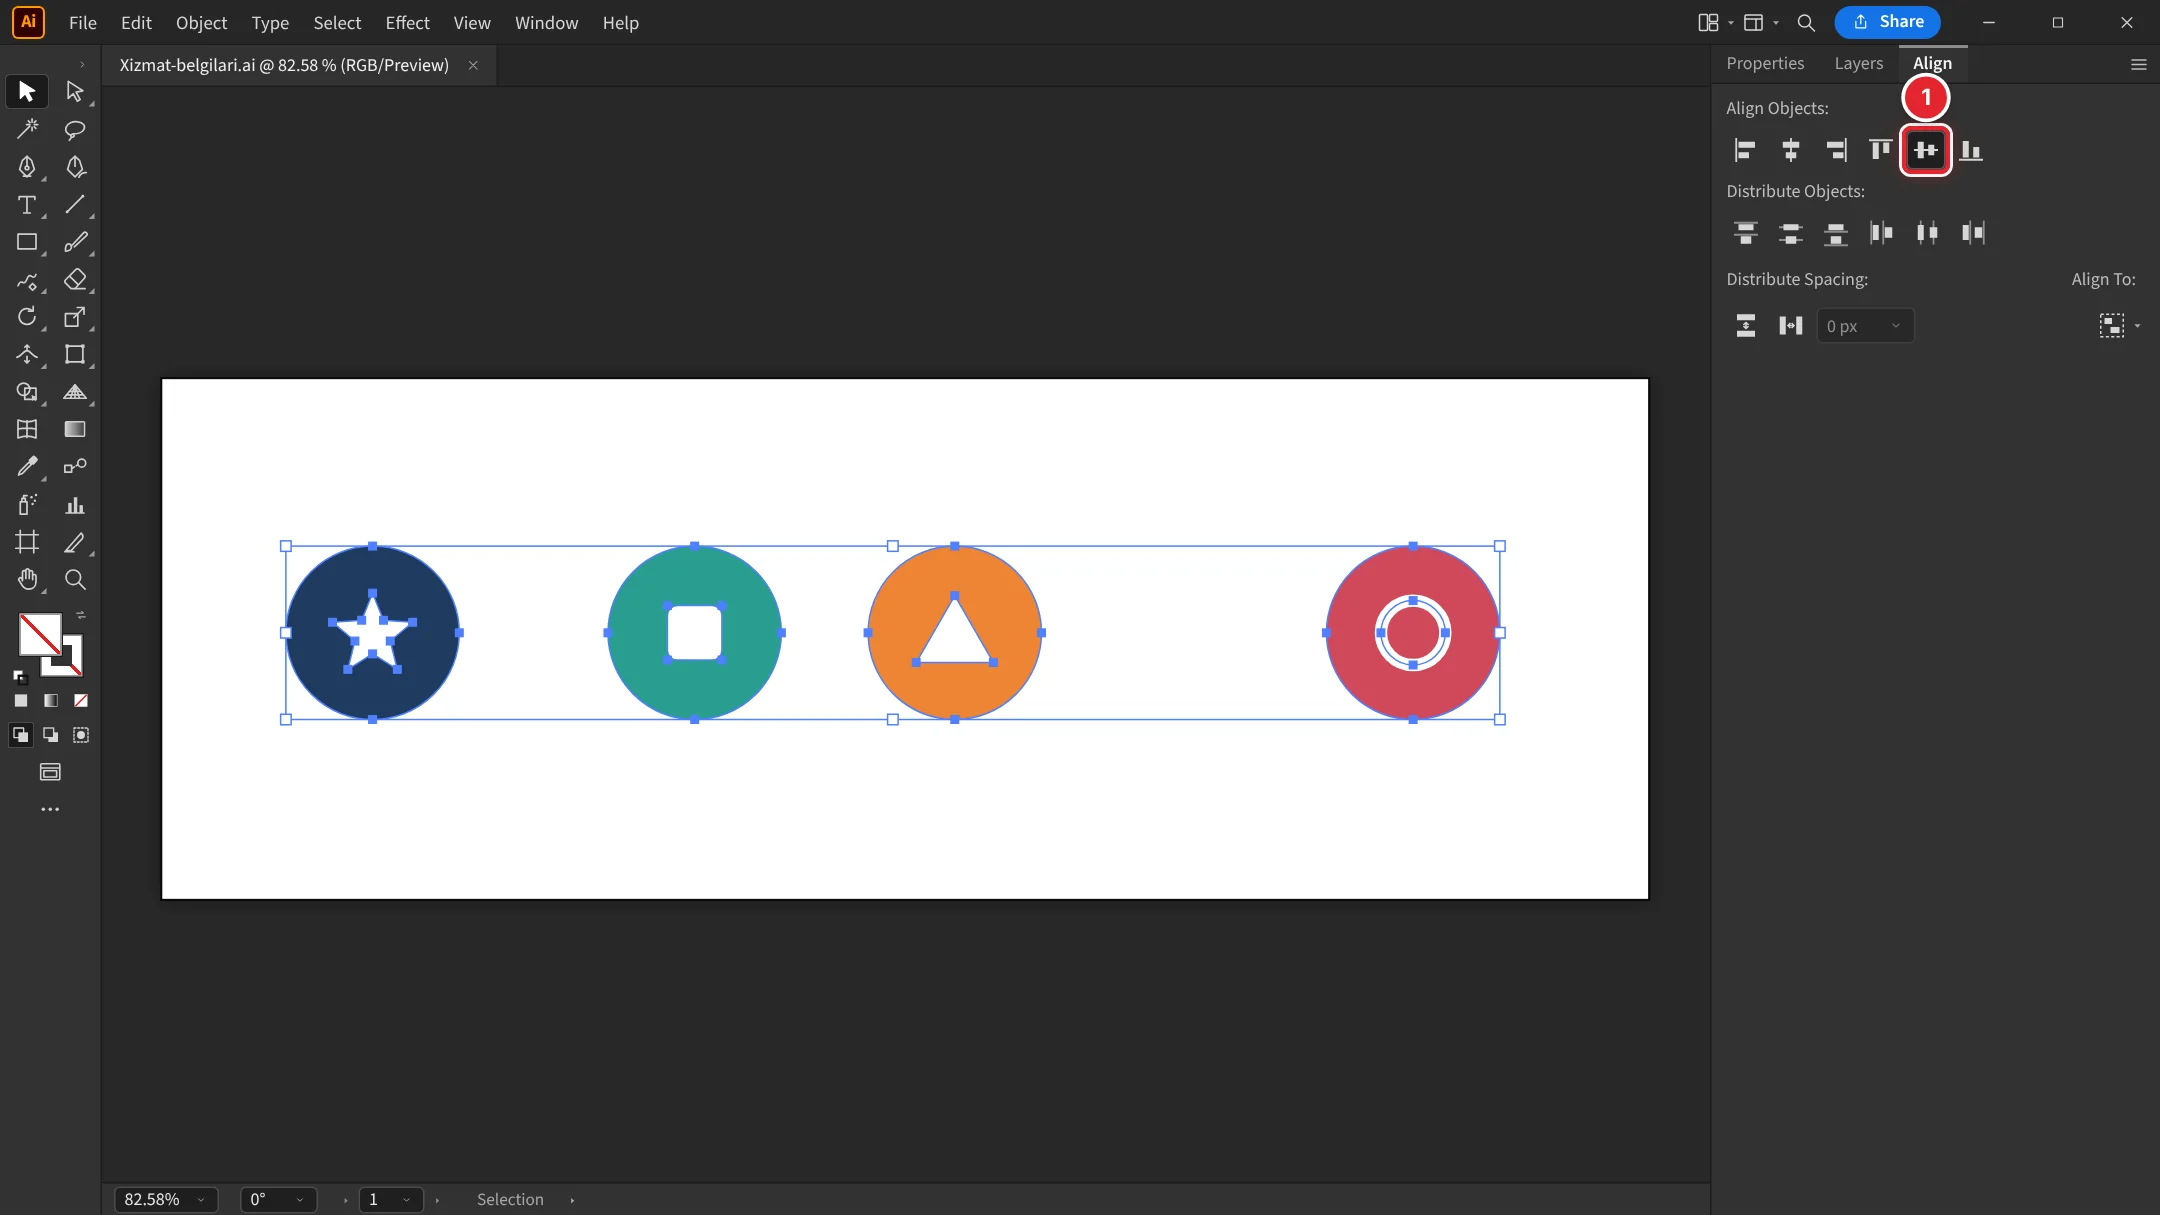 Ai File Edit Object Type Select Effect View Window Help Share
Xizmat-belgilari.ai @ 82.58 % (RGB/Preview)
Properties Layers Align
1
Align Objects:
Distribute Objects:
Distribute Spacing: Align To:
0 px
82.58% 0° 1 Selection